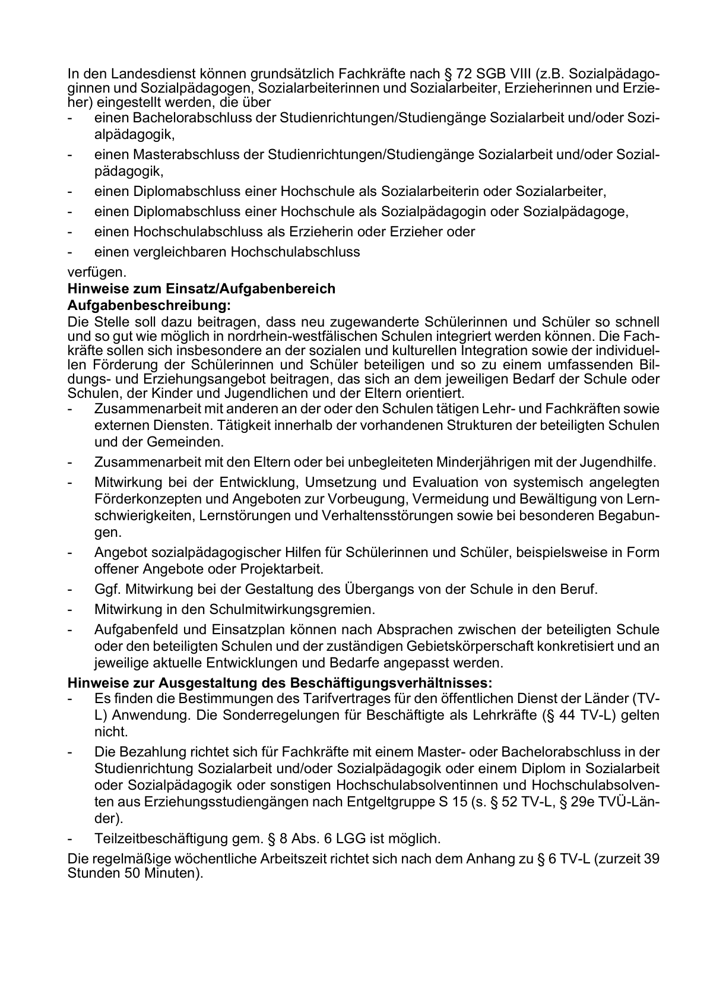 In den Landesdienst können grundsätzlich Fachkräfte nach § 72 SGB VIII (z.B. Sozialpädago-
ginnen und Sozialpädagogen, Sozialarbeiterinnen und Sozialarbeiter, Erzieherinnen und Erzie-
her) eingestellt werden, die über
- einen Bachelorabschluss der Studienrichtungen/Studiengänge Sozialarbeit und/oder Sozi-
alpädagogik,
- einen Masterabschluss der Studienrichtungen/Studiengänge Sozialarbeit und/oder Sozial-
pädagogik,
- einen Diplomabschluss einer Hochschule als Sozialarbeiterin oder Sozialarbeiter,
- einen Diplomabschluss einer Hochschule als Sozialpädagogin oder Sozialpädagoge,
- einen Hochschulabschluss als Erzieherin oder Erzieher oder
- einen vergleichbaren Hochschulabschluss
verfügen.
Hinweise zum Einsatz/Aufgabenbereich
Aufgabenbeschreibung:
Die Stelle soll dazu beitragen, dass neu zugewanderte Schülerinnen und Schüler so schnell
und so gut wie möglich in nordrhein-westfälischen Schulen integriert werden können. Die Fach-
kräfte sollen sich insbesondere an der sozialen und kulturellen Integration sowie der individuel-
len Förderung der Schülerinnen und Schüler beteiligen und so zu einem umfassenden Bil-
dungs- und Erziehungsangebot beitragen, das sich an dem jeweiligen Bedarf der Schule oder
Schulen, der Kinder und Jugendlichen und der Eltern orientiert.
- Zusammenarbeit mit anderen an der oder den Schulen tätigen Lehr- und Fachkräften sowie
externen Diensten. Tätigkeit innerhalb der vorhandenen Strukturen der beteiligten Schulen
und der Gemeinden.
- Zusammenarbeit mit den Eltern oder bei unbegleiteten Minderjährigen mit der Jugendhilfe.
- Mitwirkung bei der Entwicklung, Umsetzung und Evaluation von systemisch angelegten
Förderkonzepten und Angeboten zur Vorbeugung, Vermeidung und Bewältigung von Lern-
schwierigkeiten, Lernstörungen und Verhaltensstörungen sowie bei besonderen Begabun-
gen.
- Angebot sozialpädagogischer Hilfen für Schülerinnen und Schüler, beispielsweise in Form
offener Angebote oder Projektarbeit.
- Ggf. Mitwirkung bei der Gestaltung des Übergangs von der Schule in den Beruf.
- Mitwirkung in den Schulmitwirkungsgremien.
- Aufgabenfeld und Einsatzplan können nach Absprachen zwischen der beteiligten Schule
oder den beteiligten Schulen und der zuständigen Gebietskörperschaft konkretisiert und an
jeweilige aktuelle Entwicklungen und Bedarfe angepasst werden.
Hinweise zur Ausgestaltung des Beschäftigungsverhältnisses:
- Es finden die Bestimmungen des Tarifvertrages für den öffentlichen Dienst der Länder (TV-
L) Anwendung. Die Sonderregelungen für Beschäftigte als Lehrkräfte (§ 44 TV-L) gelten
nicht.
- Die Bezahlung richtet sich für Fachkräfte mit einem Master- oder Bachelorabschluss in der
Studienrichtung Sozialarbeit und/oder Sozialpädagogik oder einem Diplom in Sozialarbeit
oder Sozialpädagogik oder sonstigen Hochschulabsolventinnen und Hochschulabsolven-
ten aus Erziehungsstudiengängen nach Entgeltgruppe S 15 (s. § 52 TV-L, § 29e TVÜ-Län-
der).
- Teilzeitbeschäftigung gem. § 8 Abs. 6 LGG ist möglich.
Die regelmäßige wöchentliche Arbeitszeit richtet sich nach dem Anhang zu § 6 TV-L (zurzeit 39
Stunden 50 Minuten).